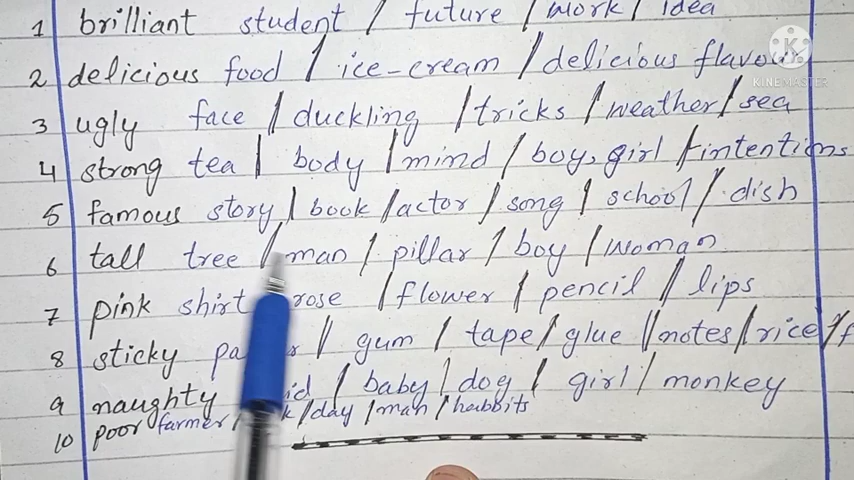 1 brilliant student / future / work / idea
2 delicious food / ice-cream / delicious flavour
KINEMASTER
3 ugly face / duckling / tricks / weather / sea
4 strong tea / body / mind / boy, girl / intentions
5 famous story / book / actor / song / school / dish
6 tall tree / man / pillar / boy / woman
7 pink shirt rose / flower / pencil / lips
8 sticky // gum / tape / glue // notes / rice /
9 naughty / baby / dog / girl / monkey
10 poor farmer / / day / man / habbits